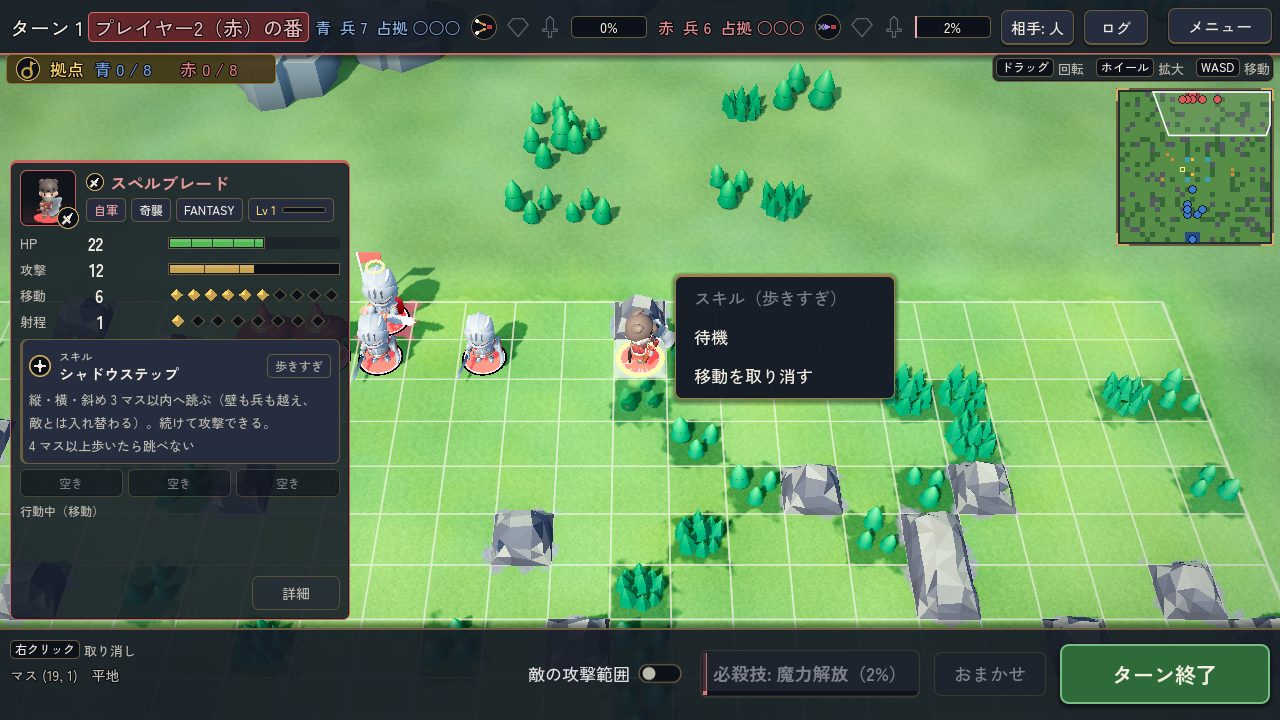 ターン 1 プレイヤー2（赤）の番 青 兵 7 占拠 〇〇〇 0% 赤 兵 6 占拠 〇〇〇 2% 相手: 人 ログ メニュー
拠点 青 0 / 8 赤 0 / 8
ドラッグ 回転 ホイール 拡大 WASD 移動
スペルブレード
自軍 奇襲 FANTASY Lv 1
HP 22
攻撃 12
移動 6
射程 1
スキル
シャドウステップ
歩きすぎ
縦・横・斜め 3 マス以内へ跳ぶ（壁も兵も越え、
敵とは入れ替わる）。続けて攻撃できる。
4 マス以上歩いたら跳べない
空き 空き 空き
行動中（移動）
詳細
スキル（歩きすぎ）
待機
移動を取り消す
右クリック 取り消し
マス (19, 1) 平地
敵の攻撃範囲
必殺技: 魔力解放（2%）
おまかせ
ターン終了